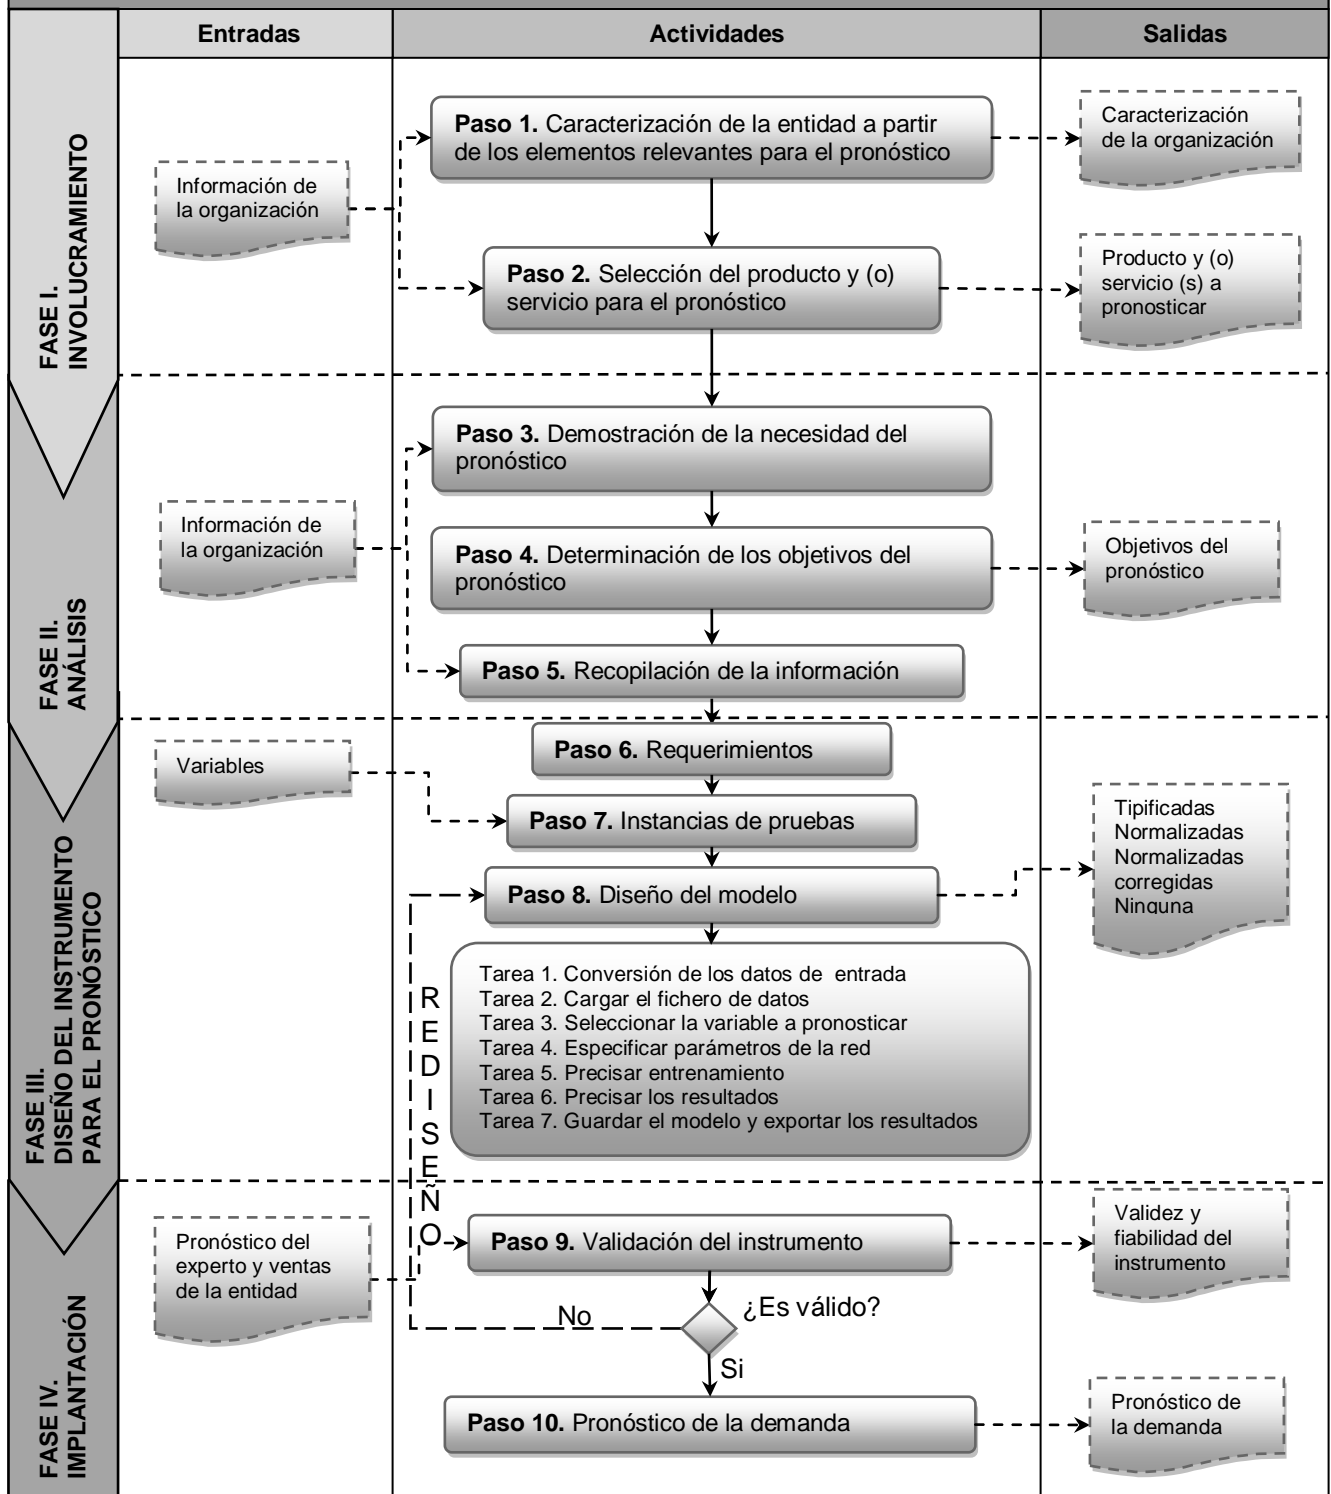 Entradas
Actividades
Salidas
FASE I.
INVOLUCRAMIENTO
Información de
la organización
Paso 1. Caracterización de la entidad a partir
de los elementos relevantes para el pronóstico
Caracterización
de la organización
Paso 2. Selección del producto y (o)
servicio para el pronóstico
Producto y (o)
servicio (s) a
pronosticar
FASE II.
ANÁLISIS
Información de
la organización
Paso 3. Demostración de la necesidad del
pronóstico
Paso 4. Determinación de los objetivos del
pronóstico
Objetivos del
pronóstico
Paso 5. Recopilación de la información
FASE III.
DISEÑO DEL INSTRUMENTO
PARA EL PRONÓSTICO
Variables
Paso 6. Requerimientos
Paso 7. Instancias de pruebas
Paso 8. Diseño del modelo
Tipificadas
Normalizadas
Normalizadas
corregidas
Ninguna
Tarea 1. Conversión de los datos de  entrada
Tarea 2. Cargar el fichero de datos
Tarea 3. Seleccionar la variable a pronosticar
Tarea 4. Especificar parámetros de la red
Tarea 5. Precisar entrenamiento
Tarea 6. Precisar los resultados
Tarea 7. Guardar el modelo y exportar los resultados
REDISEÑO
FASE IV.
IMPLANTACIÓN
Pronóstico del
experto y ventas
de la entidad
Paso 9. Validación del instrumento
Validez y
fiabilidad del
instrumento
¿Es válido?
No
Si
Paso 10. Pronóstico de la demanda
Pronóstico de
la demanda